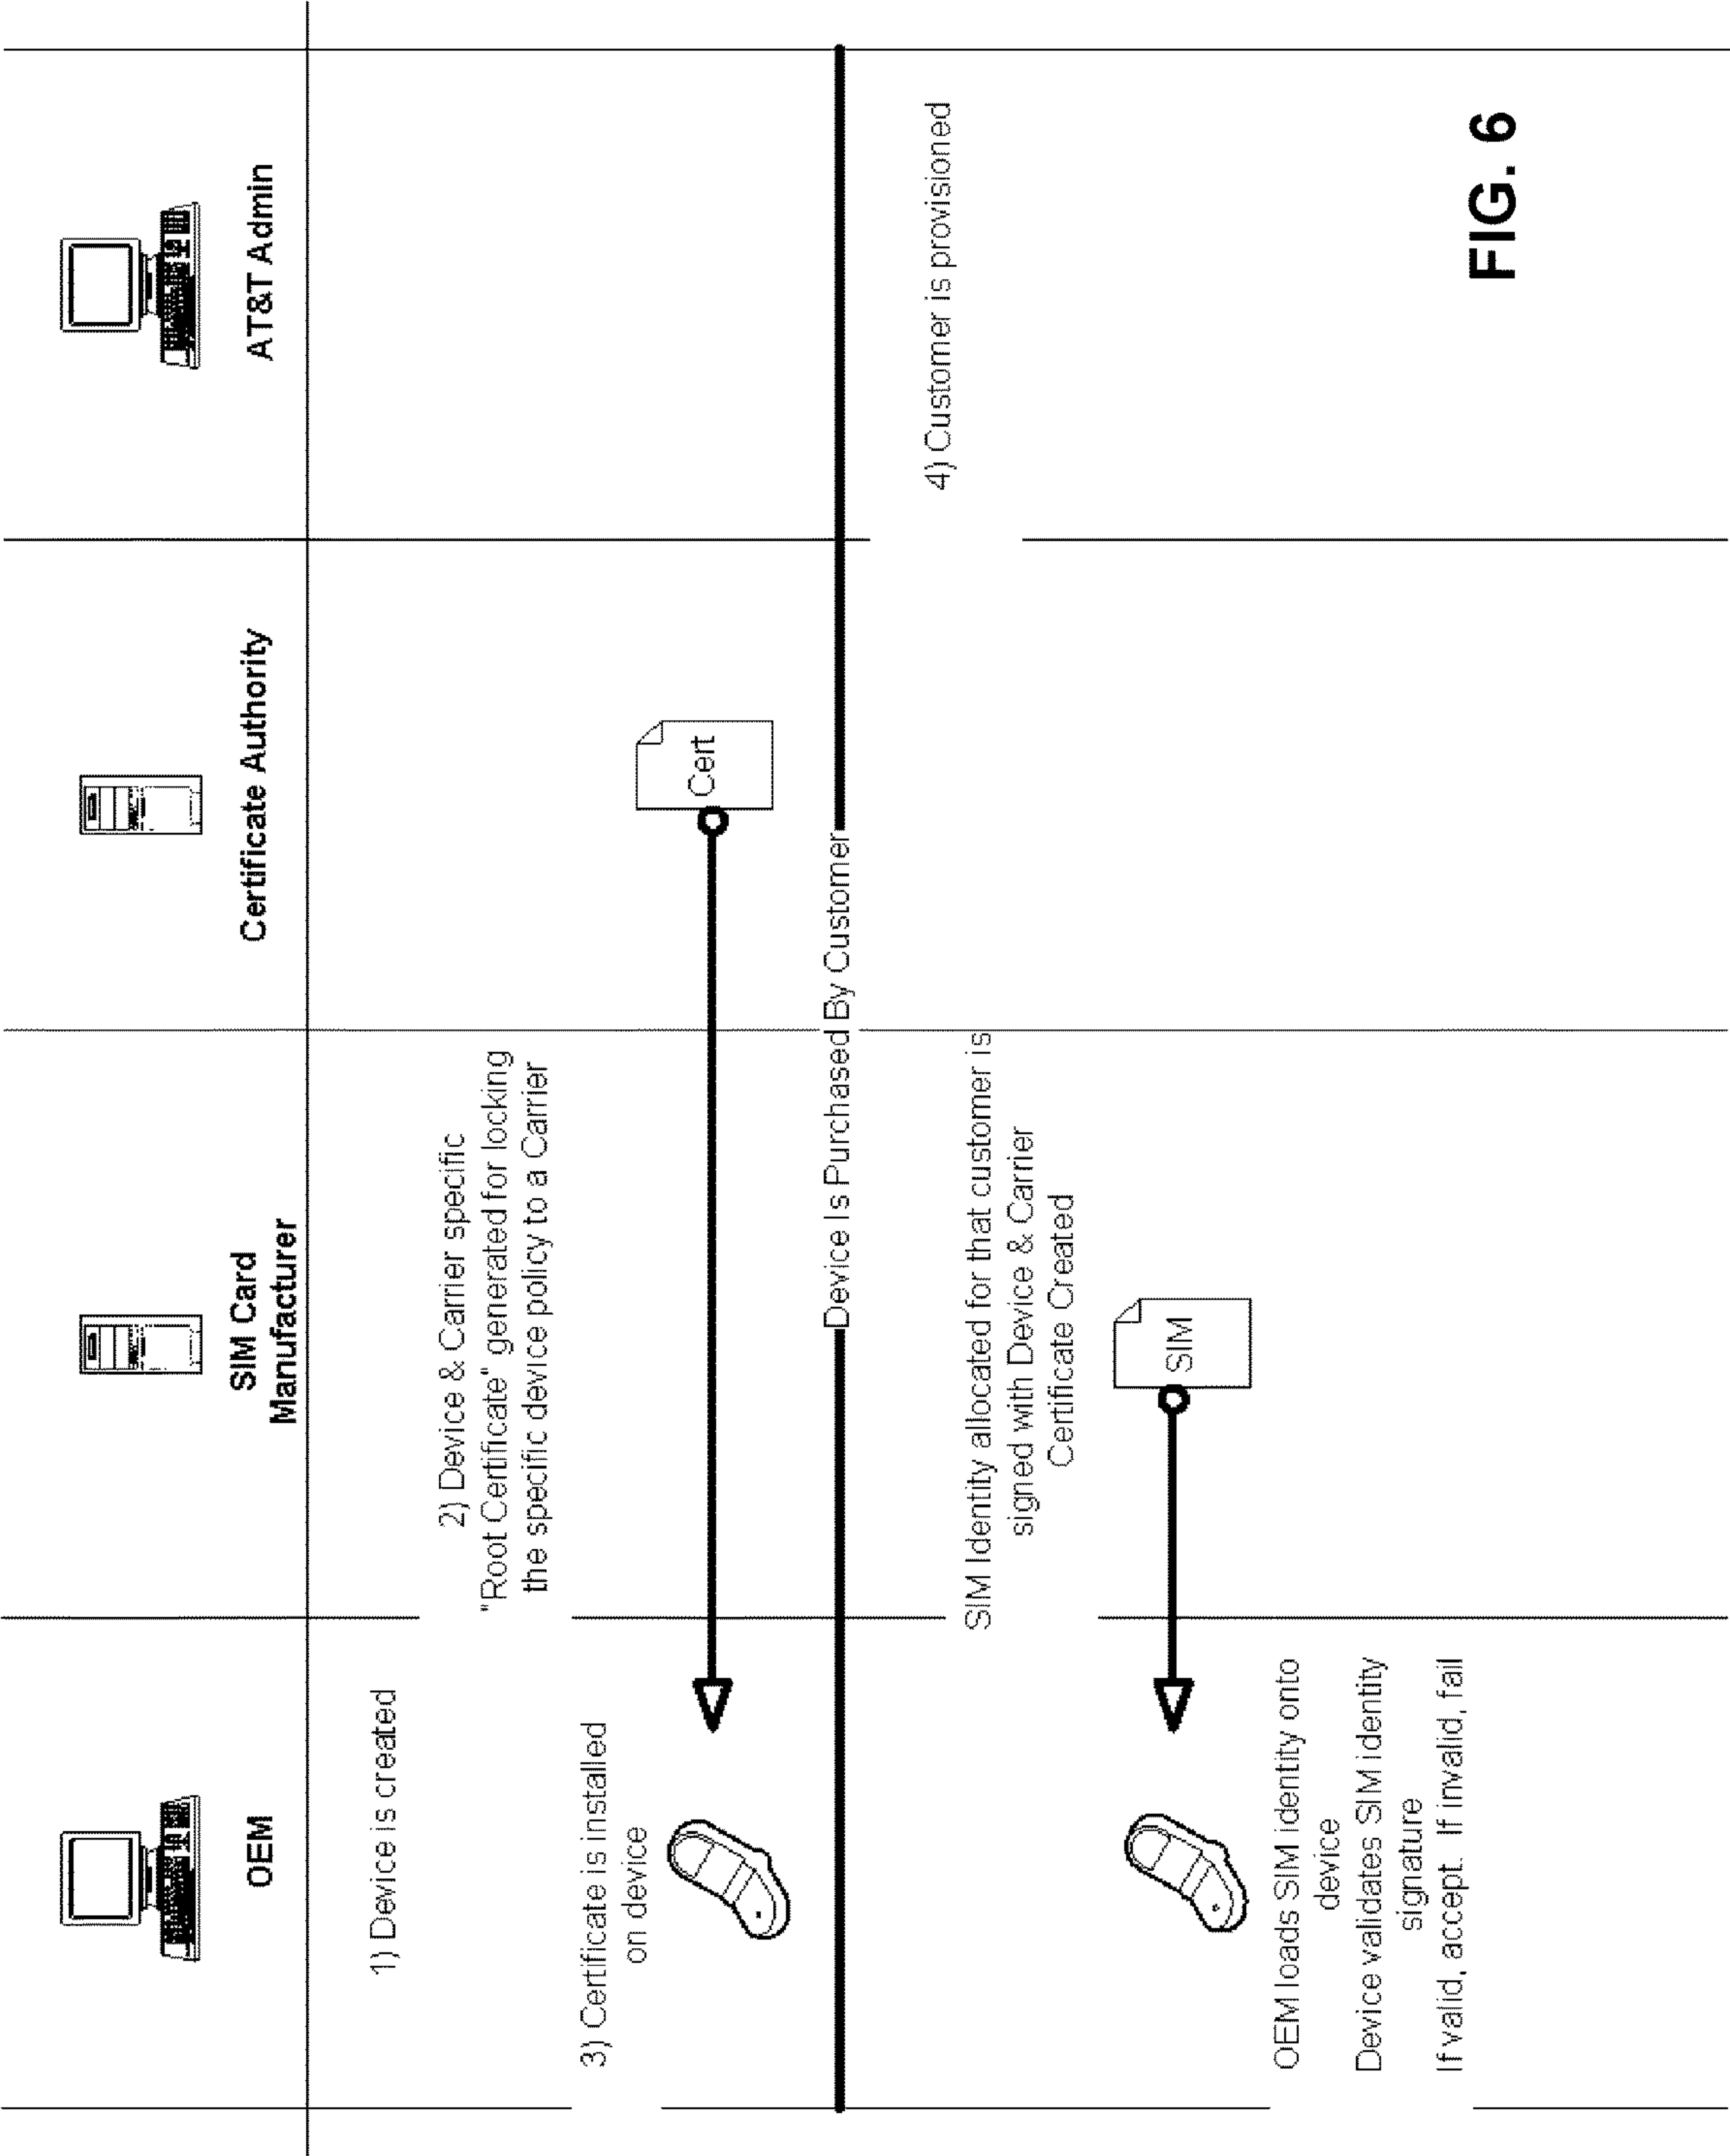 OEM
SIM Card
Manufacturer
Certificate Authority
AT&T Admin
1) Device is created
2) Device & Carrier specific
"Root Certificate" generated for locking
the specific device policy to a Carrier
3) Certificate is installed
on device
Cert
Device Is Purchased By Customer
4) Customer is provisioned
SIM Identity allocated for that customer is
signed with Device & Carrier
Certificate Created
SIM
OEM loads SIM identity onto
device
Device validates SIM identity
signature
If valid, accept. If invalid, fail
FIG. 6